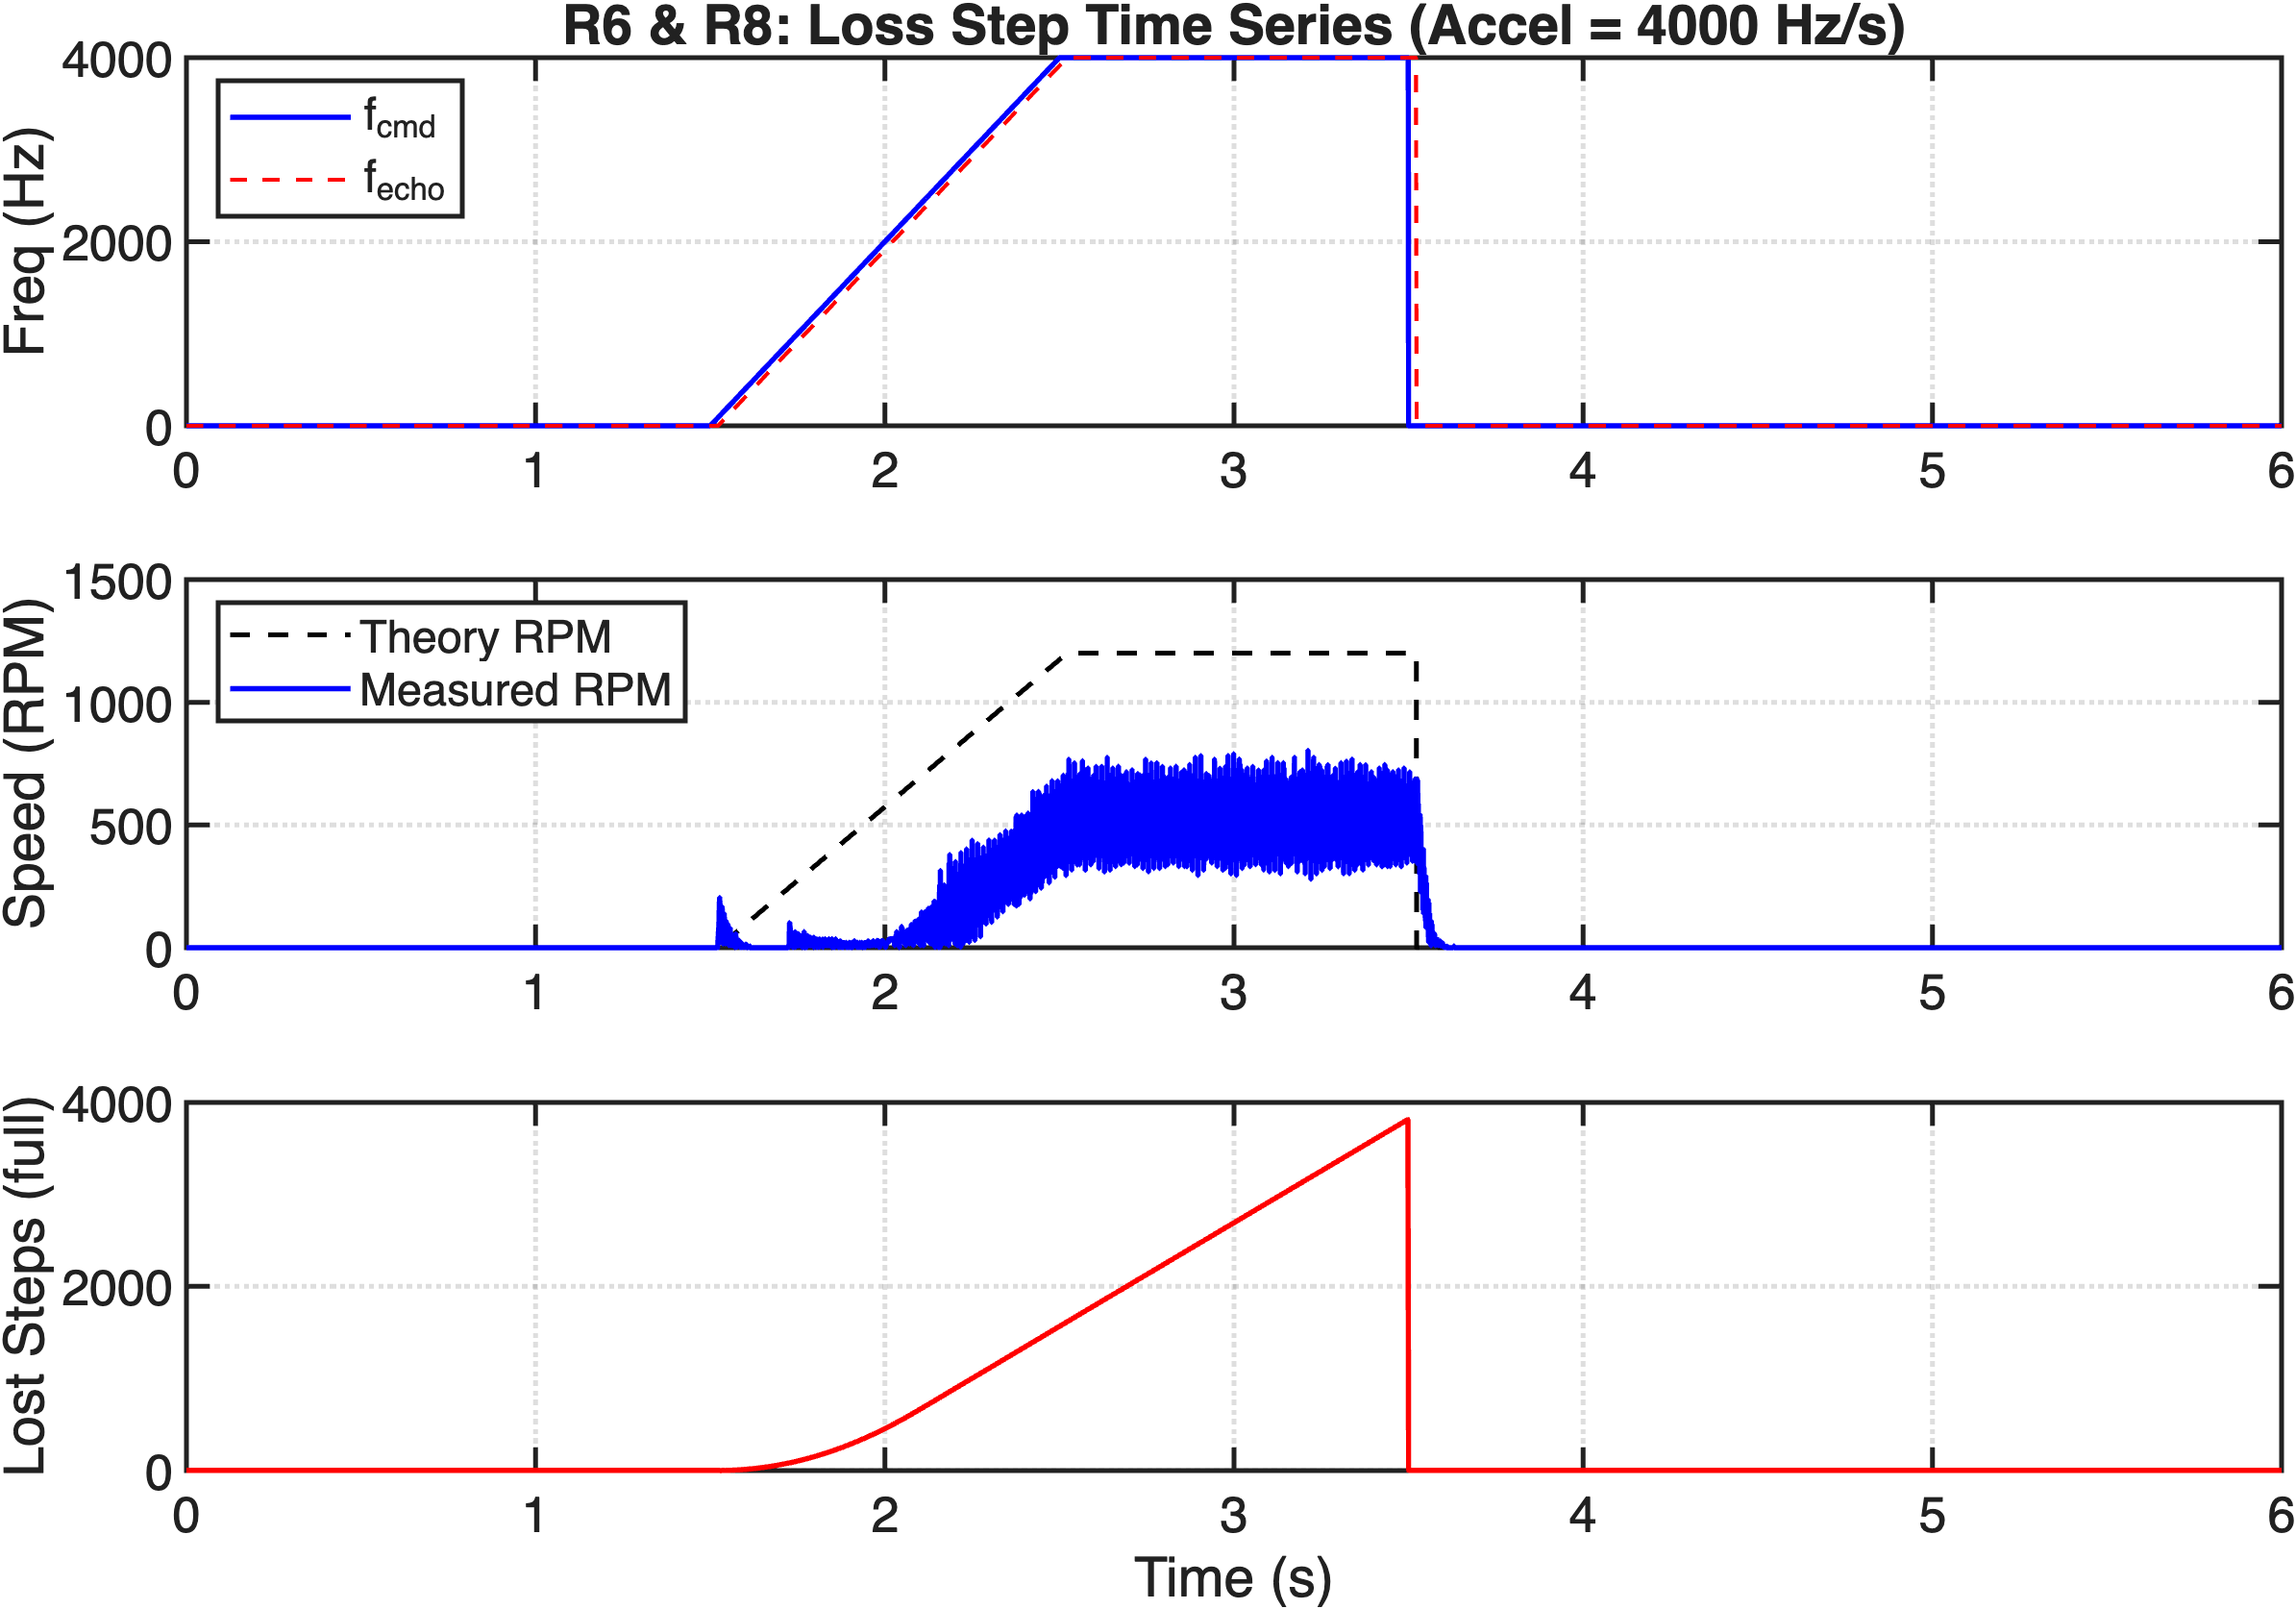 R6 & R8: Loss Step Time Series (Accel = 4000 Hz/s)
Freq (Hz)
4000
2000
0
f_cmd
f_echo
0 1 2 3 4 5 6
Speed (RPM)
1500
1000
500
0
Theory RPM
Measured RPM
0 1 2 3 4 5 6
Lost Steps (full)
4000
2000
0
0 1 2 3 4 5 6
Time (s)